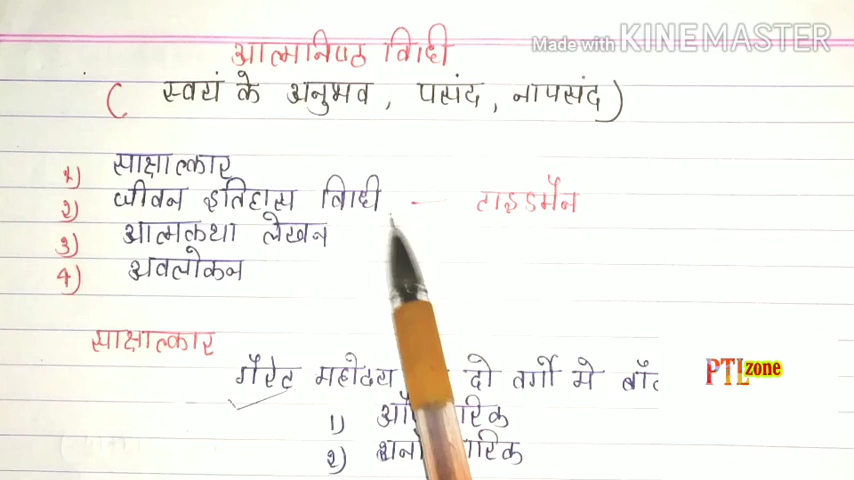 Made with KINEMASTER
आत्मनिष्ठ विधी
( स्वयं के अनुभव , पसंद , नापसंद )
1) साक्षात्कार
2) जीवन इतिहास विधी - टाइडमैन
3) आत्मकथा लेखन
4) अवलोकन
साक्षात्कार
गैरेट महोदय दो वर्गो मे
PTLzone
1)
2)